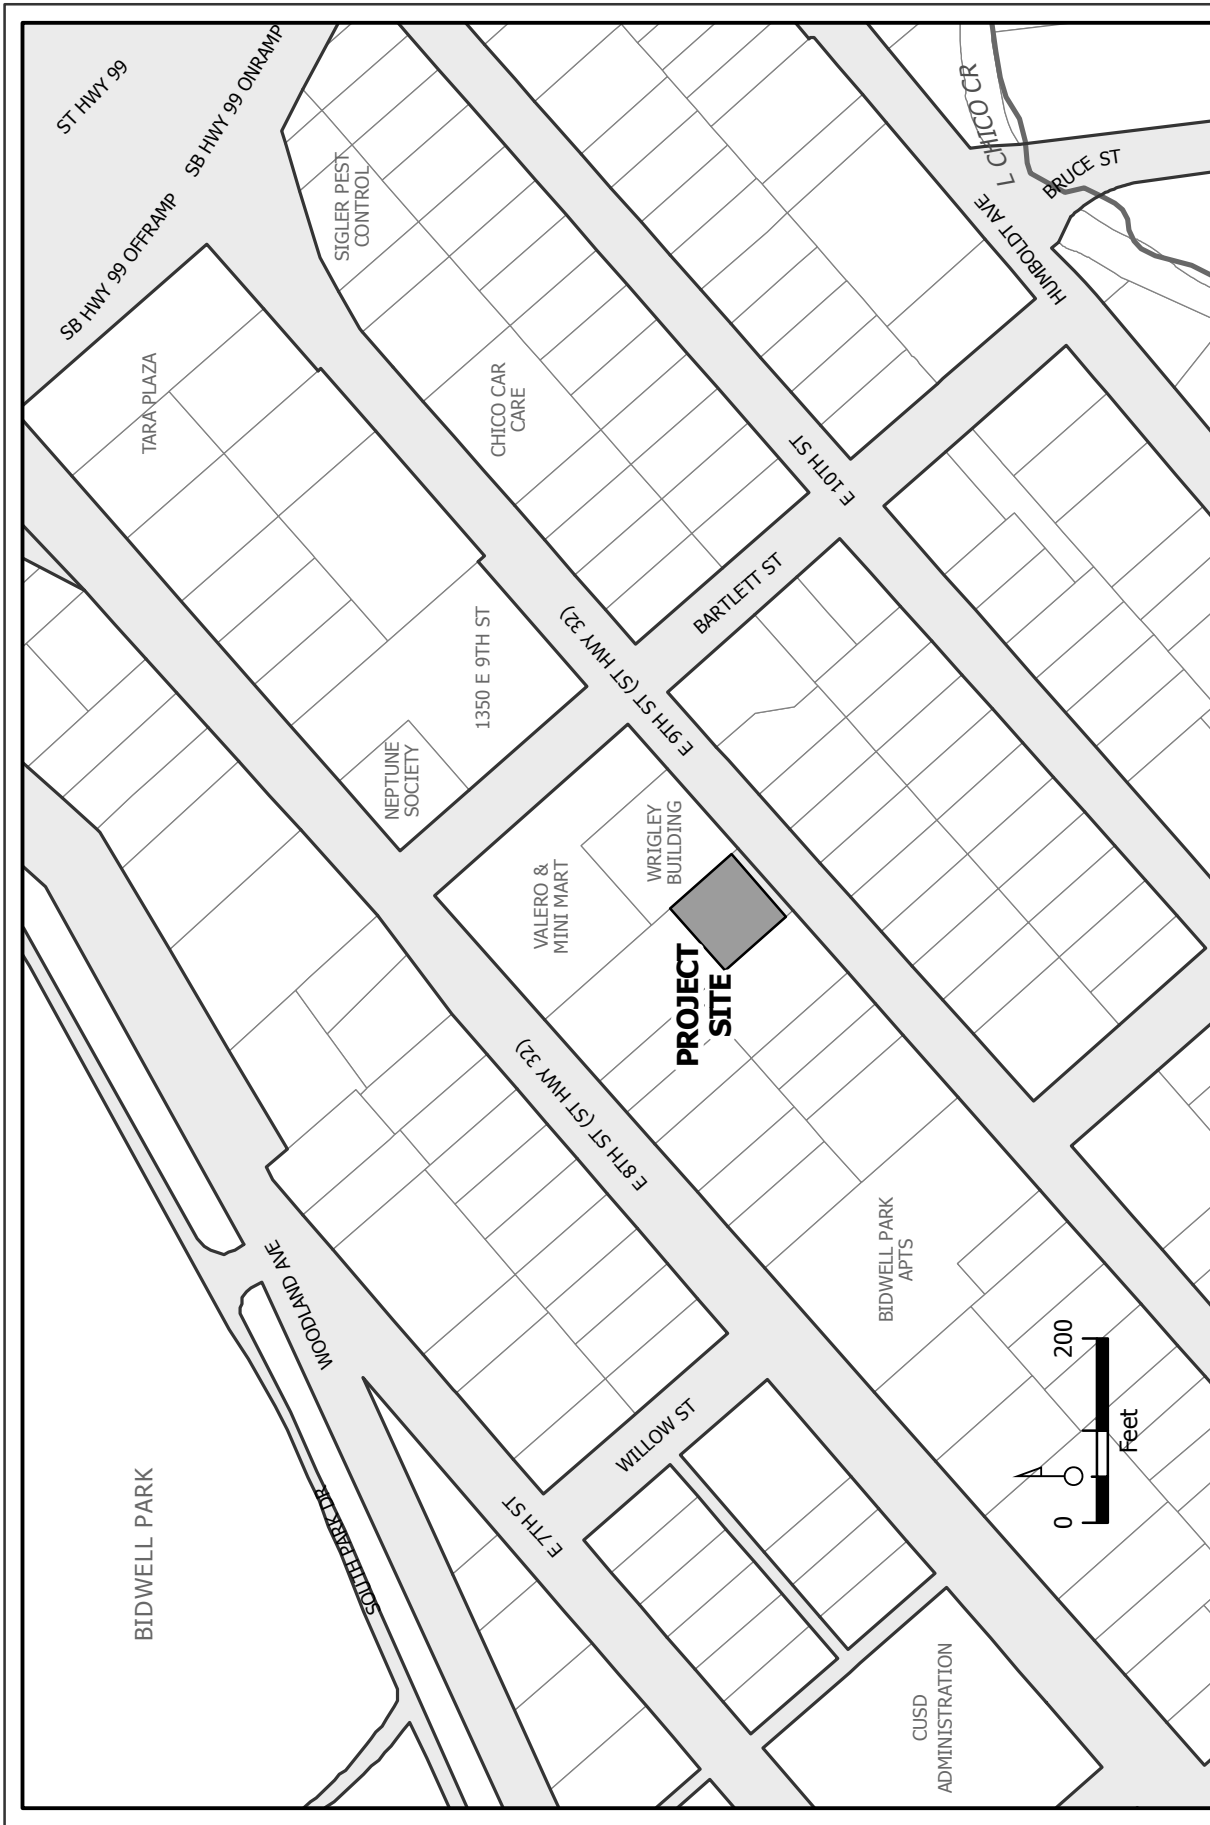 BIDWELL PARK
SOUTH PARK DR
WOODLAND AVE
E 7TH ST
WILLOW ST
CUSD
ADMINISTRATION
E 8TH ST (ST HWY 32)
BIDWELL PARK
APTS
PROJECT
SITE
VALERO &
MINI MART
WRIGLEY
BUILDING
NEPTUNE
SOCIETY
1350 E 9TH ST
TARA PLAZA
SB HWY 99 OFFRAMP
SB HWY 99 ONRAMP
ST HWY 99
SIGLER PEST
CONTROL
CHICO CAR
CARE
E 9TH ST (ST HWY 32)
BARTLETT ST
E 10TH ST
HUMBOLDT AVE
L CHICO CR
BRUCE ST
0
200
Feet